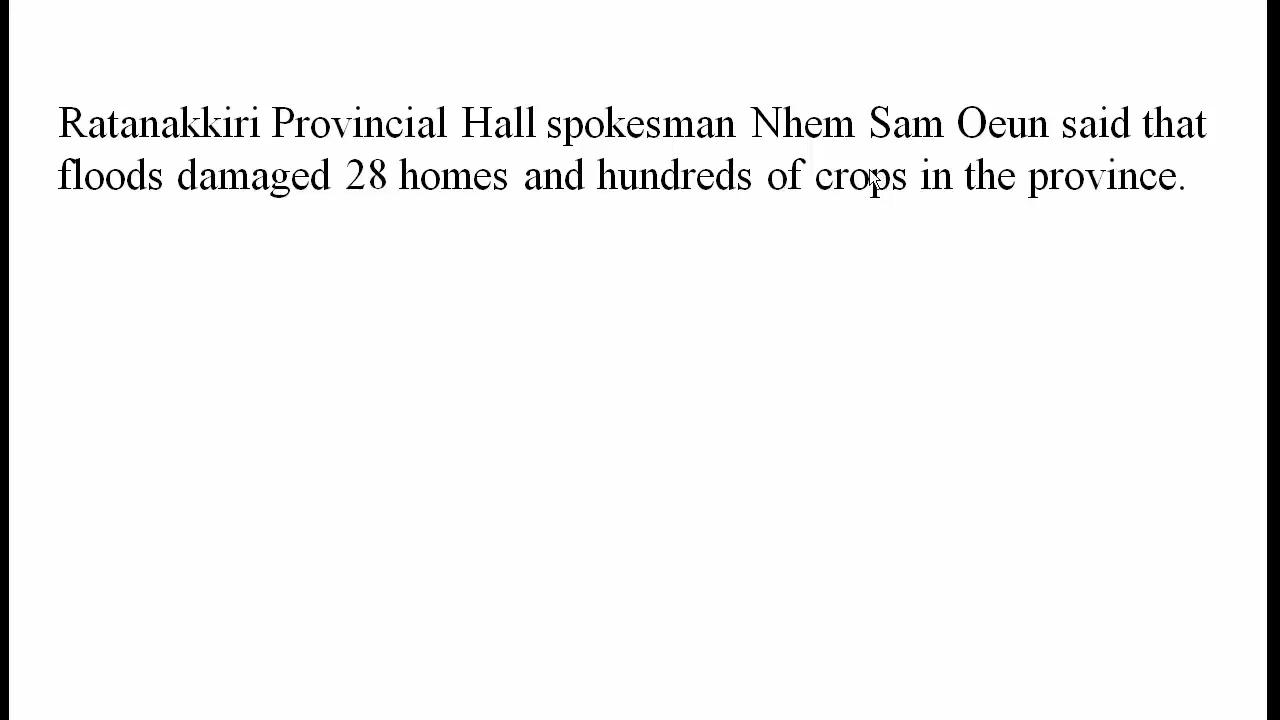 Ratanakkiri Provincial Hall spokesman Nhem Sam Oeun said that
floods damaged 28 homes and hundreds of crops in the province.